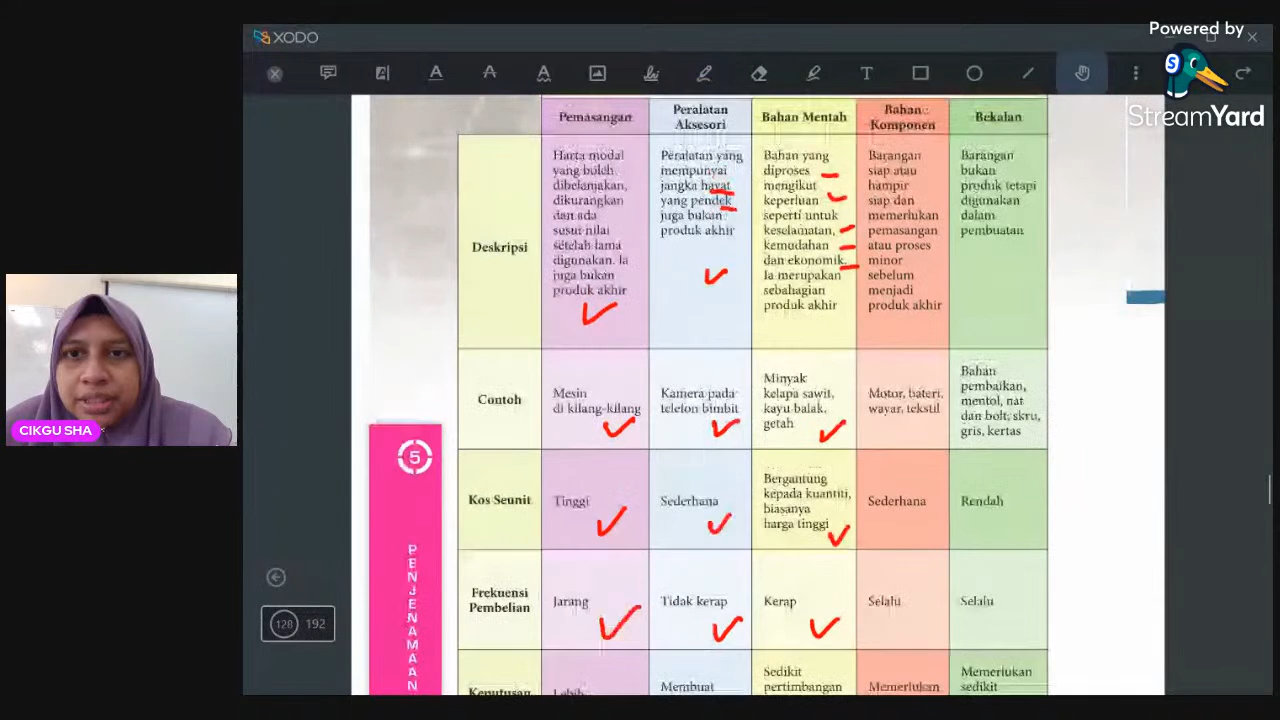 Powered by
StreamYard
XODO
T
S
Pemasangan
Peralatan
Aksesori
Bahan Mentah
Bahan
Komponen
Bekalan
Deskripsi
Harta modal
yang boleh
dibelanjakan,
dikurangkan
dan ada
susut nilai
setelah lama
digunakan. Ia
juga bukan
produk akhir
Peralatan yang
mempunyai
jangka hayat
yang pendek
juga bukan
produk akhir
Bahan yang
diproses
mengikut
keperluan
seperti untuk
keselamatan,
kemudahan
dan ekonomik.
Ia merupakan
sebahagian
produk akhir
Barangan
siap atau
hampir
siap dan
memerlukan
pemasangan
atau proses
minor
sebelum
menjadi
produk akhir
Barangan
bukan
produk tetapi
digunakan
dalam
pembuatan
Contoh
Mesin
di kilang-kilang
Kamera pada
telefon bimbit
Minyak
kelapa sawit,
kayu balak,
getah
Motor, bateri,
wayar, tekstil
Bahan
pembaikan,
mentol, nat
dan bolt, skru,
gris, kertas
Kos Seunit
Tinggi
Sederhana
Bergantung
kepada kuantiti,
biasanya
harga tinggi
Sederhana
Rendah
Frekuensi
Pembelian
Jarang
Tidak kerap
Kerap
Selalu
Selalu
Keputusan
Lebih
Membuat
Sedikit
pertimbangan
Memerlukan
Memerlukan
sedikit
5
PENJENAMAAN
128 192
CIKGU SHA